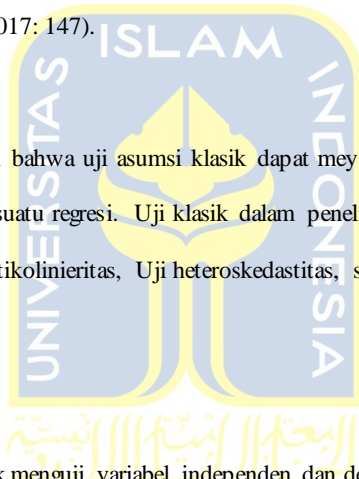 017: 147).
ISLAM
UNIVERSITAS
INDONESIA
bahwa uji asumsi klasik dapat mey
suatu regresi. Uji klasik dalam penel
tikolinieritas, Uji heteroskedastitas, s
menguji variabel independen dan d